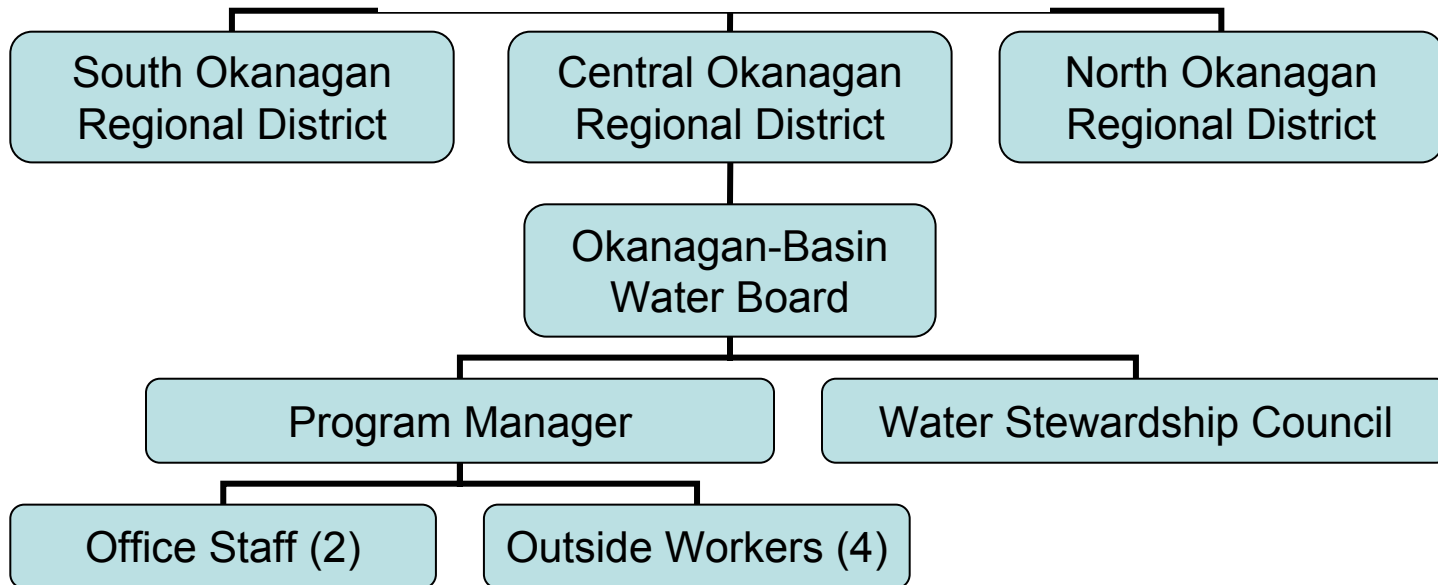 South Okanagan
Regional District
Central Okanagan
Regional District
North Okanagan
Regional District
Okanagan-Basin
Water Board
Program Manager
Water Stewardship Council
Office Staff (2)
Outside Workers (4)